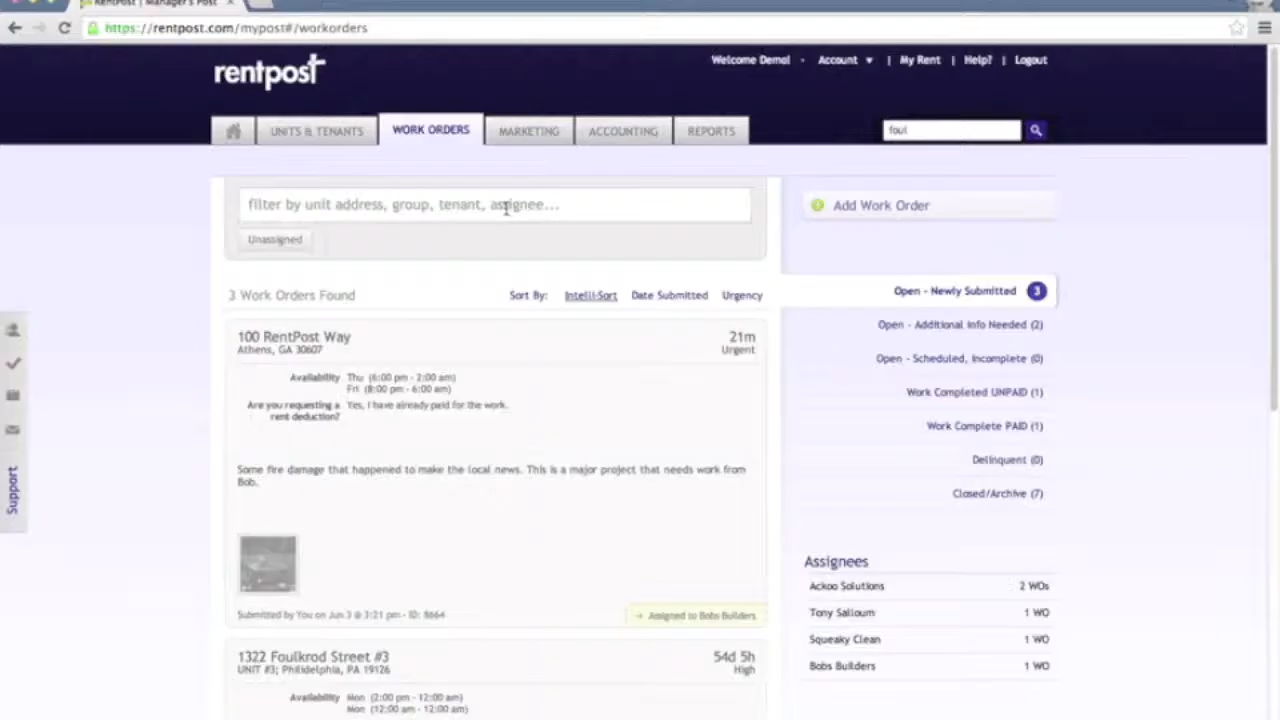 RentPost | Manager's Post
https://rentpost.com/mypost#/workorders
rentpost
Welcome Demo! - Account ▼ | My Rent | Help? | Logout
UNITS & TENANTS WORK ORDERS MARKETING ACCOUNTING REPORTS foul
filter by unit address, group, tenant, assignee...
Unassigned
Add Work Order
3 Work Orders Found Sort By: Intelli-Sort Date Submitted Urgency
Open - Newly Submitted 3
Open - Additional Info Needed (2)
Open - Scheduled, Incomplete (0)
Work Completed UNPAID (1)
Work Complete PAID (1)
Delinquent (0)
Closed/Archive (7)
100 RentPost Way 21m
Athens, GA 30607 Urgent
Availability Thu (6:00 pm - 2:00 am)
Fri (8:00 pm - 6:00 am)
Are you requesting a Yes, I have already paid for the work.
rent deduction?
Some fire damage that happened to make the local news. This is a major project that needs work from
Bob.
Submitted by You on Jun 3 @ 3:21 pm - ID: 8664 → Assigned to Bobs Builders
1322 Foulkrod Street #3 54d 5h
UNIT #3; Philidelphia, PA 19126 High
Availability Mon (2:00 pm - 12:00 am)
Mon (12:00 am - 12:00 am)
Assignees
Ackoo Solutions 2 WOs
Tony Salloum 1 WO
Squeaky Clean 1 WO
Bobs Builders 1 WO
Support